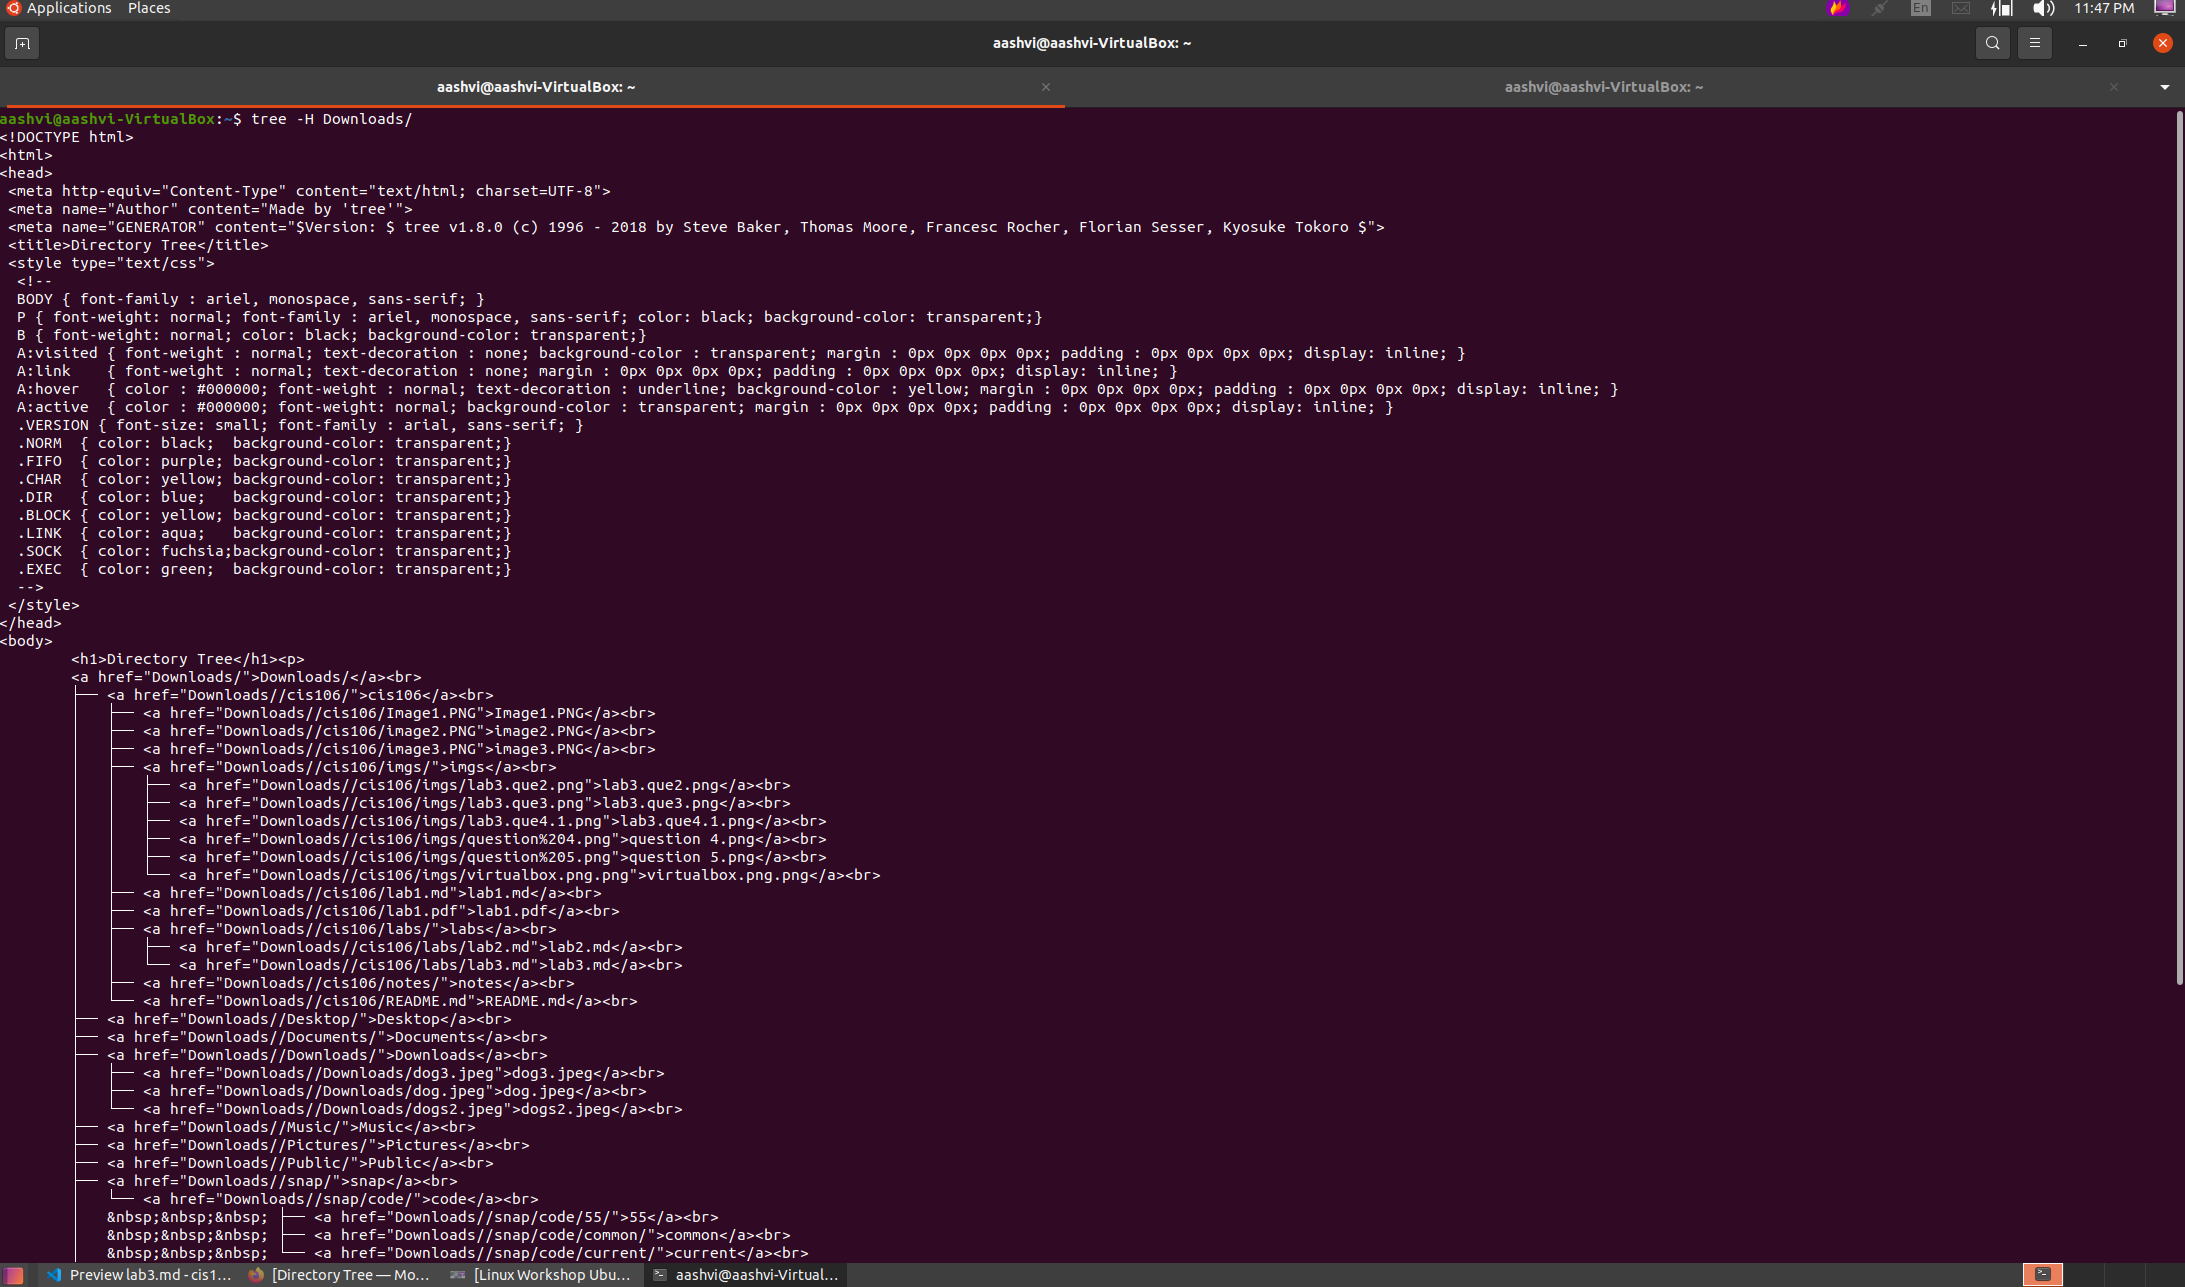 Applications Places En 11:47 PM
aashvi@aashvi-VirtualBox: ~
aashvi@aashvi-VirtualBox: ~ aashvi@aashvi-VirtualBox: ~
aashvi@aashvi-VirtualBox:~$ tree -H Downloads/
<!DOCTYPE html>
<html>
<head>
 <meta http-equiv="Content-Type" content="text/html; charset=UTF-8">
 <meta name="Author" content="Made by 'tree'">
 <meta name="GENERATOR" content="$Version: $ tree v1.8.0 (c) 1996 - 2018 by Steve Baker, Thomas Moore, Francesc Rocher, Florian Sesser, Kyosuke Tokoro $">
 <title>Directory Tree</title>
 <style type="text/css">
  <!--
  BODY { font-family : ariel, monospace, sans-serif; }
  P { font-weight: normal; font-family : ariel, monospace, sans-serif; color: black; background-color: transparent;}
  B { font-weight: normal; color: black; background-color: transparent;}
  A:visited { font-weight : normal; text-decoration : none; background-color : transparent; margin : 0px 0px 0px 0px; padding : 0px 0px 0px 0px; display: inline; }
  A:link    { font-weight : normal; text-decoration : none; margin : 0px 0px 0px 0px; padding : 0px 0px 0px 0px; display: inline; }
  A:hover   { color : #000000; font-weight : normal; text-decoration : underline; background-color : yellow; margin : 0px 0px 0px 0px; padding : 0px 0px 0px 0px; display: inline; }
  A:active  { color : #000000; font-weight: normal; background-color : transparent; margin : 0px 0px 0px 0px; padding : 0px 0px 0px 0px; display: inline; }
  .VERSION { font-size: small; font-family : arial, sans-serif; }
  .NORM  { color: black;  background-color: transparent;}
  .FIFO  { color: purple; background-color: transparent;}
  .CHAR  { color: yellow; background-color: transparent;}
  .DIR   { color: blue;   background-color: transparent;}
  .BLOCK { color: yellow; background-color: transparent;}
  .LINK  { color: aqua;   background-color: transparent;}
  .SOCK  { color: fuchsia;background-color: transparent;}
  .EXEC  { color: green;  background-color: transparent;}
  -->
 </style>
</head>
<body>
        <h1>Directory Tree</h1><p>
        <a href="Downloads/">Downloads/</a><br>
        ├── <a href="Downloads//cis106/">cis106</a><br>
        │   ├── <a href="Downloads//cis106/Image1.PNG">Image1.PNG</a><br>
        │   ├── <a href="Downloads//cis106/image2.PNG">image2.PNG</a><br>
        │   ├── <a href="Downloads//cis106/image3.PNG">image3.PNG</a><br>
        │   ├── <a href="Downloads//cis106/imgs/">imgs</a><br>
        │   │   ├── <a href="Downloads//cis106/imgs/lab3.que2.png">lab3.que2.png</a><br>
        │   │   ├── <a href="Downloads//cis106/imgs/lab3.que3.png">lab3.que3.png</a><br>
        │   │   ├── <a href="Downloads//cis106/imgs/lab3.que4.1.png">lab3.que4.1.png</a><br>
        │   │   ├── <a href="Downloads//cis106/imgs/question%204.png">question 4.png</a><br>
        │   │   ├── <a href="Downloads//cis106/imgs/question%205.png">question 5.png</a><br>
        │   │   └── <a href="Downloads//cis106/imgs/virtualbox.png.png">virtualbox.png.png</a><br>
        │   ├── <a href="Downloads//cis106/lab1.md">lab1.md</a><br>
        │   ├── <a href="Downloads//cis106/lab1.pdf">lab1.pdf</a><br>
        │   ├── <a href="Downloads//cis106/labs/">labs</a><br>
        │   │   ├── <a href="Downloads//cis106/labs/lab2.md">lab2.md</a><br>
        │   │   └── <a href="Downloads//cis106/labs/lab3.md">lab3.md</a><br>
        │   ├── <a href="Downloads//cis106/notes/">notes</a><br>
        │   └── <a href="Downloads//cis106/README.md">README.md</a><br>
        ├── <a href="Downloads//Desktop/">Desktop</a><br>
        ├── <a href="Downloads//Documents/">Documents</a><br>
        ├── <a href="Downloads//Downloads/">Downloads</a><br>
        │   ├── <a href="Downloads//Downloads/dog3.jpeg">dog3.jpeg</a><br>
        │   ├── <a href="Downloads//Downloads/dog.jpeg">dog.jpeg</a><br>
        │   └── <a href="Downloads//Downloads/dogs2.jpeg">dogs2.jpeg</a><br>
        ├── <a href="Downloads//Music/">Music</a><br>
        ├── <a href="Downloads//Pictures/">Pictures</a><br>
        ├── <a href="Downloads//Public/">Public</a><br>
        ├── <a href="Downloads//snap/">snap</a><br>
        │   └── <a href="Downloads//snap/code/">code</a><br>
        │   &nbsp;&nbsp;&nbsp; ├── <a href="Downloads//snap/code/55/">55</a><br>
        │   &nbsp;&nbsp;&nbsp; ├── <a href="Downloads//snap/code/common/">common</a><br>
        │   &nbsp;&nbsp;&nbsp; └── <a href="Downloads//snap/code/current/">current</a><br>
Preview lab3.md - cis1... [Directory Tree — Mo... [Linux Workshop Ubu... aashvi@aashvi-Virtual...